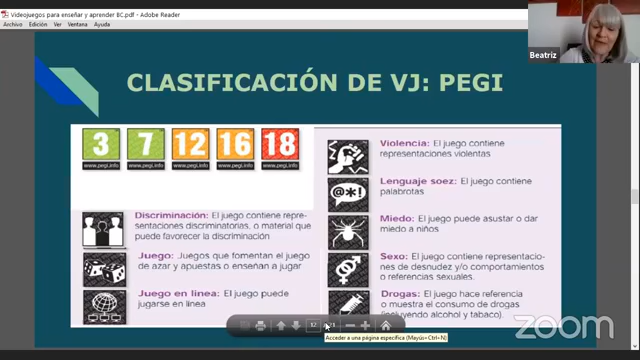 Videojuegos para enseñar y aprender BC.pdf - Adobe Reader
Archivo Edición Ver Ventana Ayuda
Beatriz
CLASIFICACIÓN DE VJ: PEGI
3 7 12 16 18
www.pegi.info www.pegi.info www.pegi.info www.pegi.info www.pegi.info
Discriminación: El juego contiene repre-
sentaciones discriminatorias, o material que
puede favorecer la discriminación
Juego: Juegos que fomentan el juego
de azar y apuestas o enseñan a jugar
Juego en línea: El juego puede
jugarse en línea
Violencia: El juego contiene
representaciones violentas
@*!
Lenguaje soez: El juego contiene
palabrotas
Miedo: El juego puede asustar o dar
miedo a niños
Sexo: El juego contiene representacio-
nes de desnudez y/o comportamientos
o referencias sexuales.
Drogas: El juego hace referencia
o muestra el consumo de drogas
(incluyendo alcohol y tabaco).
Acceder a una página específica (Mayús+Ctrl+N)
zoom